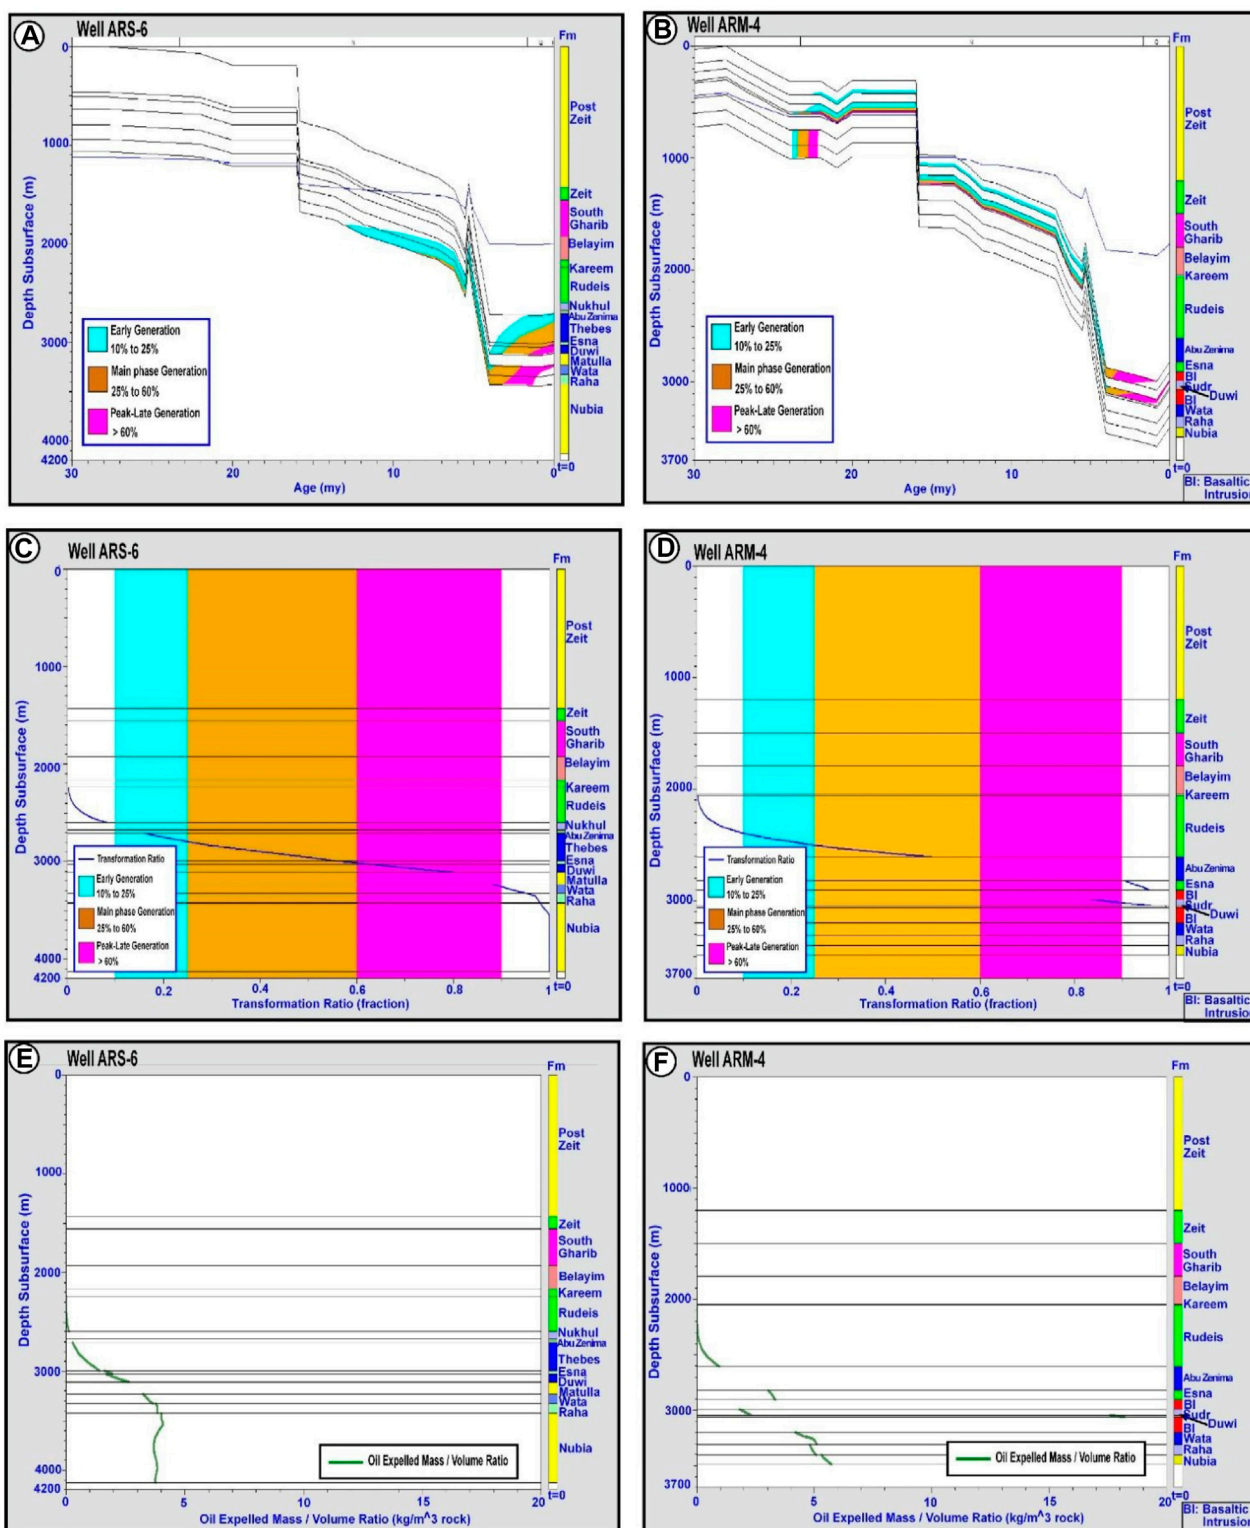 A Well ARS-6
Fm
0
1000
2000
3000
4000
4200
Depth Subsurface (m)
Early Generation
10% to 25%
Main phase Generation
25% to 60%
Peak-Late Generation
> 60%
Post
Zeit
Zeit
South
Gharib
Belayim
Kareem
Rudeis
Nukhul
Abu Zenima
Thebes
Esna
Duwi
Matulla
Wata
Raha
Nubia
30 20 10 0 t=0
Age (my)
B Well ARM-4
Fm
0
1000
2000
3000
3700
Depth Subsurface (m)
Early Generation
10% to 25%
Main phase Generation
25% to 60%
Peak-Late Generation
> 60%
Post
Zeit
Zeit
South
Gharib
Belayim
Kareem
Rudeis
Abu Zenima
Esna
BI
Sudr
Duwi
BI
Wata
Raha
Nubia
30 20 10 0 t=0
Age (my)
BI: Basaltic
Intrusion
C Well ARS-6
Fm
0
1000
2000
3000
4000
4200
Depth Subsurface (m)
Transformation Ratio
Early Generation
10% to 25%
Main phase Generation
25% to 60%
Peak-Late Generation
> 60%
Post
Zeit
Zeit
South
Gharib
Belayim
Kareem
Rudeis
Nukhul
Abu Zenima
Thebes
Esna
Duwi
Matulla
Wata
Raha
Nubia
0 0.2 0.4 0.6 0.8 1 t=0
Transformation Ratio (fraction)
D Well ARM-4
Fm
0
1000
2000
3000
3700
Depth Subsurface (m)
Transformation Ratio
Early Generation
10% to 25%
Main phase Generation
25% to 60%
Peak-Late Generation
> 60%
Post
Zeit
Zeit
South
Gharib
Belayim
Kareem
Rudeis
Abu Zenima
Esna
BI
Sudr
Duwi
BI
Wata
Raha
Nubia
0 0.2 0.4 0.6 0.8 1 t=0
Transformation Ratio (fraction)
BI: Basaltic
Intrusion
E Well ARS-6
Fm
0
1000
2000
3000
4000
4200
Depth Subsurface (m)
Post
Zeit
Zeit
South
Gharib
Belayim
Kareem
Rudeis
Nukhul
Abu Zenima
Thebes
Esna
Duwi
Matulla
Wata
Raha
Nubia
Oil Expelled Mass / Volume Ratio
0 5 10 15 20 t=0
Oil Expelled Mass / Volume Ratio (kg/m^3 rock)
F Well ARM-4
Fm
0
1000
2000
3000
3700
Depth Subsurface (m)
Post
Zeit
Zeit
South
Gharib
Belayim
Kareem
Rudeis
Abu Zenima
Esna
BI
Sudr
Duwi
BI
Wata
Raha
Nubia
Oil Expelled Mass / Volume Ratio
0 5 10 15 20 t=0
Oil Expelled Mass / Volume Ratio (kg/m^3 rock)
BI: Basaltic
Intrusion